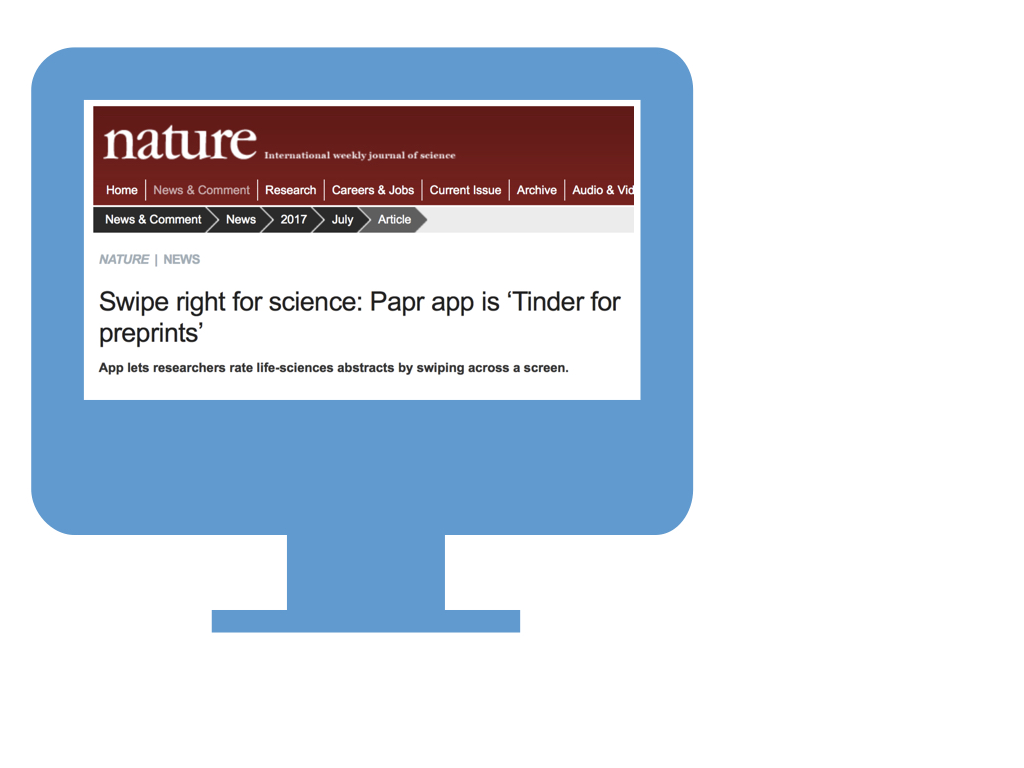 nature International weekly journal of science
Home News & Comment Research Careers & Jobs Current Issue Archive Audio & Vid
News & Comment News 2017 July Article
NATURE | NEWS
Swipe right for science: Papr app is ‘Tinder for
preprints’
App lets researchers rate life-sciences abstracts by swiping across a screen.